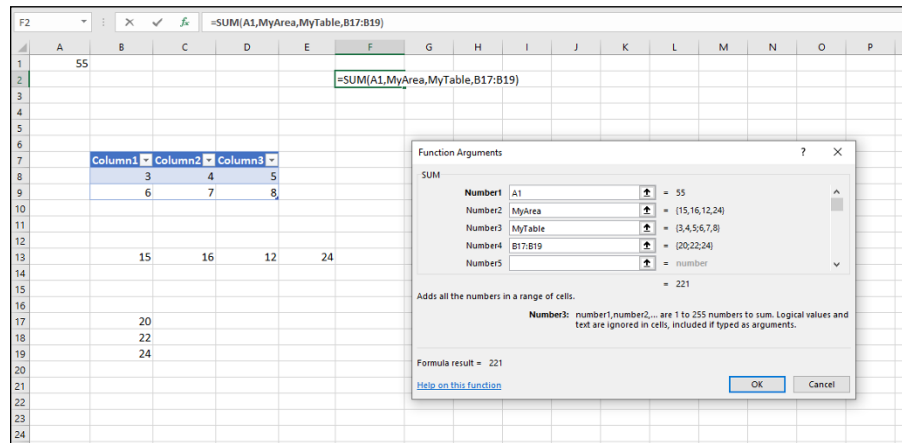 F2 fx =SUM(A1,MyArea,MyTable,B17:B19)
A B C D E F G H I J K L M N O P
1 55
2 =SUM(A1,MyArea,MyTable,B17:B19)
3
4
5
6
7 Column1 Column2 Column3
8 3 4 5
9 6 7 8
10
11
12
13 15 16 12 24
14
15
16
17 20
18 22
19 24
20
21
22
23
24
Function Arguments ? ×
SUM
Number1 A1 = 55
Number2 MyArea = {15,16,12,24}
Number3 MyTable = {3,4,5;6,7,8}
Number4 B17:B19 = {20;22;24}
Number5 = number
= 221
Adds all the numbers in a range of cells.
Number3: number1,number2,... are 1 to 255 numbers to sum. Logical values and
text are ignored in cells, included if typed as arguments.
Formula result = 221
Help on this function
OK Cancel